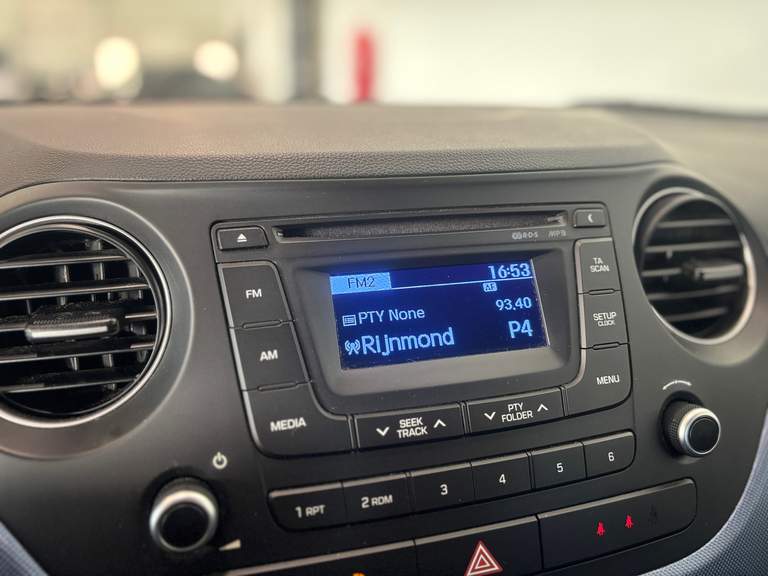 R·D·S MP3
FM2 16:53
AF
PTY None 93.40
RIjnmond P4
FM
AM
MEDIA
TA
SCAN
SETUP
CLOCK
MENU
SEEK
TRACK
PTY
FOLDER
1 RPT 2 RDM 3 4 5 6